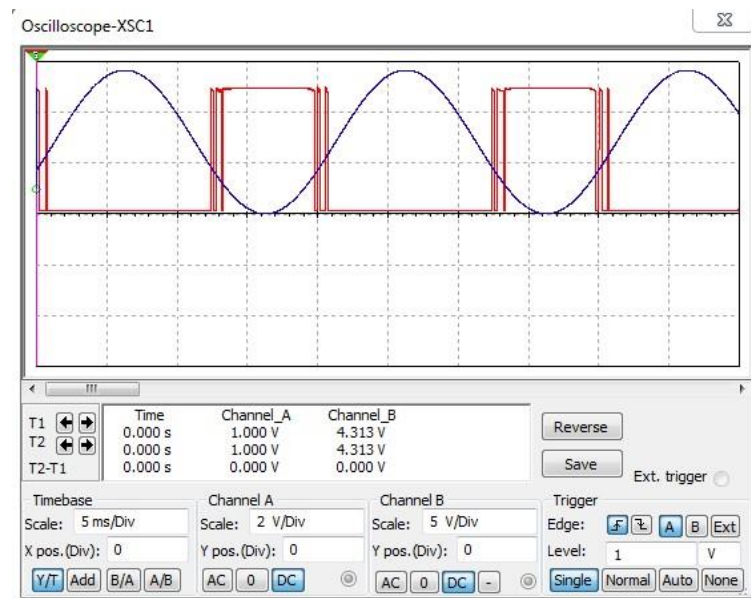 Oscilloscope-XSC1
Time Channel_A Channel_B
T1 0.000 s 1.000 V 4.313 V
T2 0.000 s 1.000 V 4.313 V
T2-T1 0.000 s 0.000 V 0.000 V
Reverse
Save
Ext. trigger
Timebase
Scale: 5 ms/Div
X pos.(Div): 0
Y/T Add B/A A/B
Channel A
Scale: 2 V/Div
Y pos.(Div): 0
AC 0 DC
Channel B
Scale: 5 V/Div
Y pos.(Div): 0
AC 0 DC -
Trigger
Edge: A B Ext
Level: 1 V
Single Normal Auto None